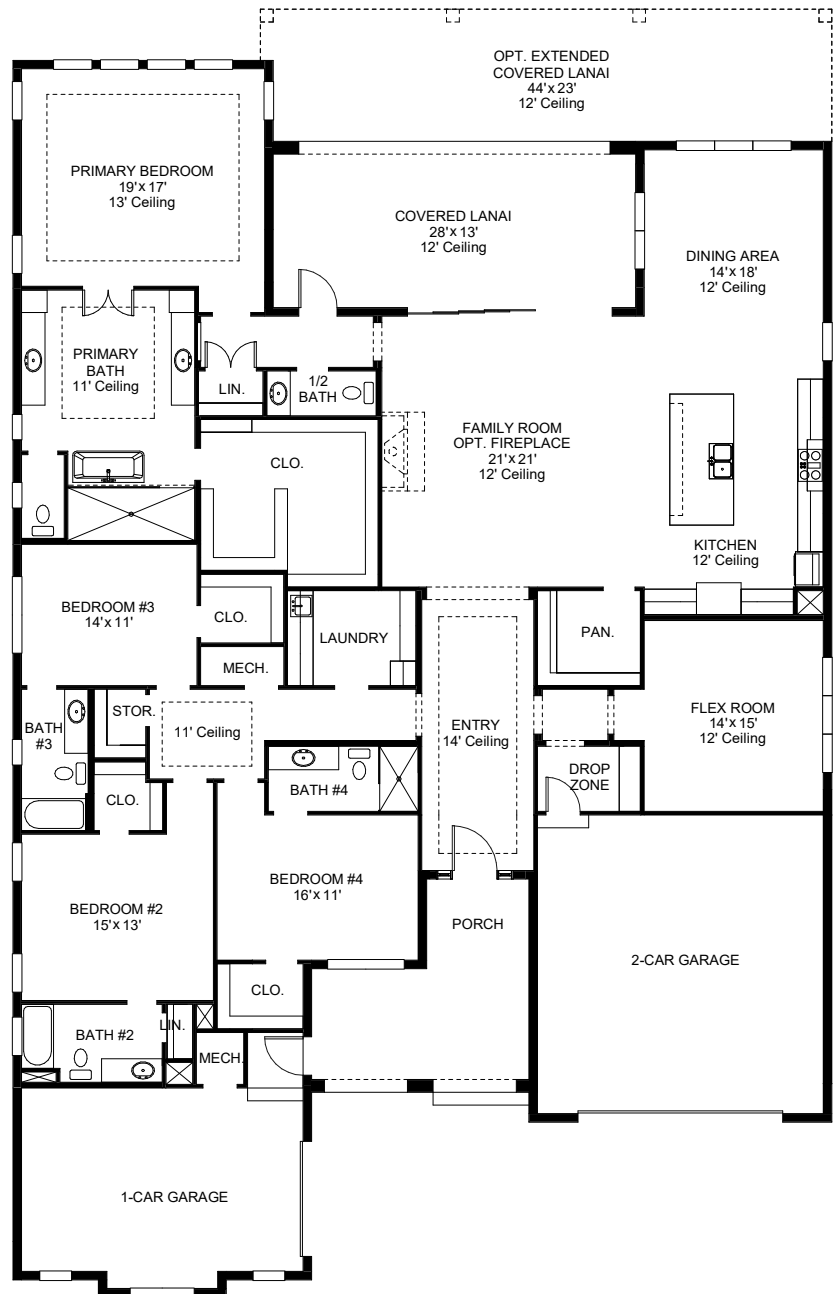 OPT. EXTENDED
COVERED LANAI
44'x 23'
12' Ceiling
PRIMARY BEDROOM
19'x 17'
13' Ceiling
COVERED LANAI
28'x 13'
12' Ceiling
DINING AREA
14'x 18'
12' Ceiling
PRIMARY
BATH
11' Ceiling
LIN.
1/2
BATH
FAMILY ROOM
OPT. FIREPLACE
21'x 21'
12' Ceiling
CLO.
KITCHEN
12' Ceiling
BEDROOM #3
14'x 11'
CLO.
LAUNDRY
PAN.
MECH.
STOR.
BATH
#3
11' Ceiling
ENTRY
14' Ceiling
FLEX ROOM
14'x 15'
12' Ceiling
DROP
ZONE
CLO.
BATH #4
BEDROOM #4
16'x 11'
BEDROOM #2
15'x 13'
PORCH
2-CAR GARAGE
CLO.
BATH #2
LIN.
MECH.
1-CAR GARAGE